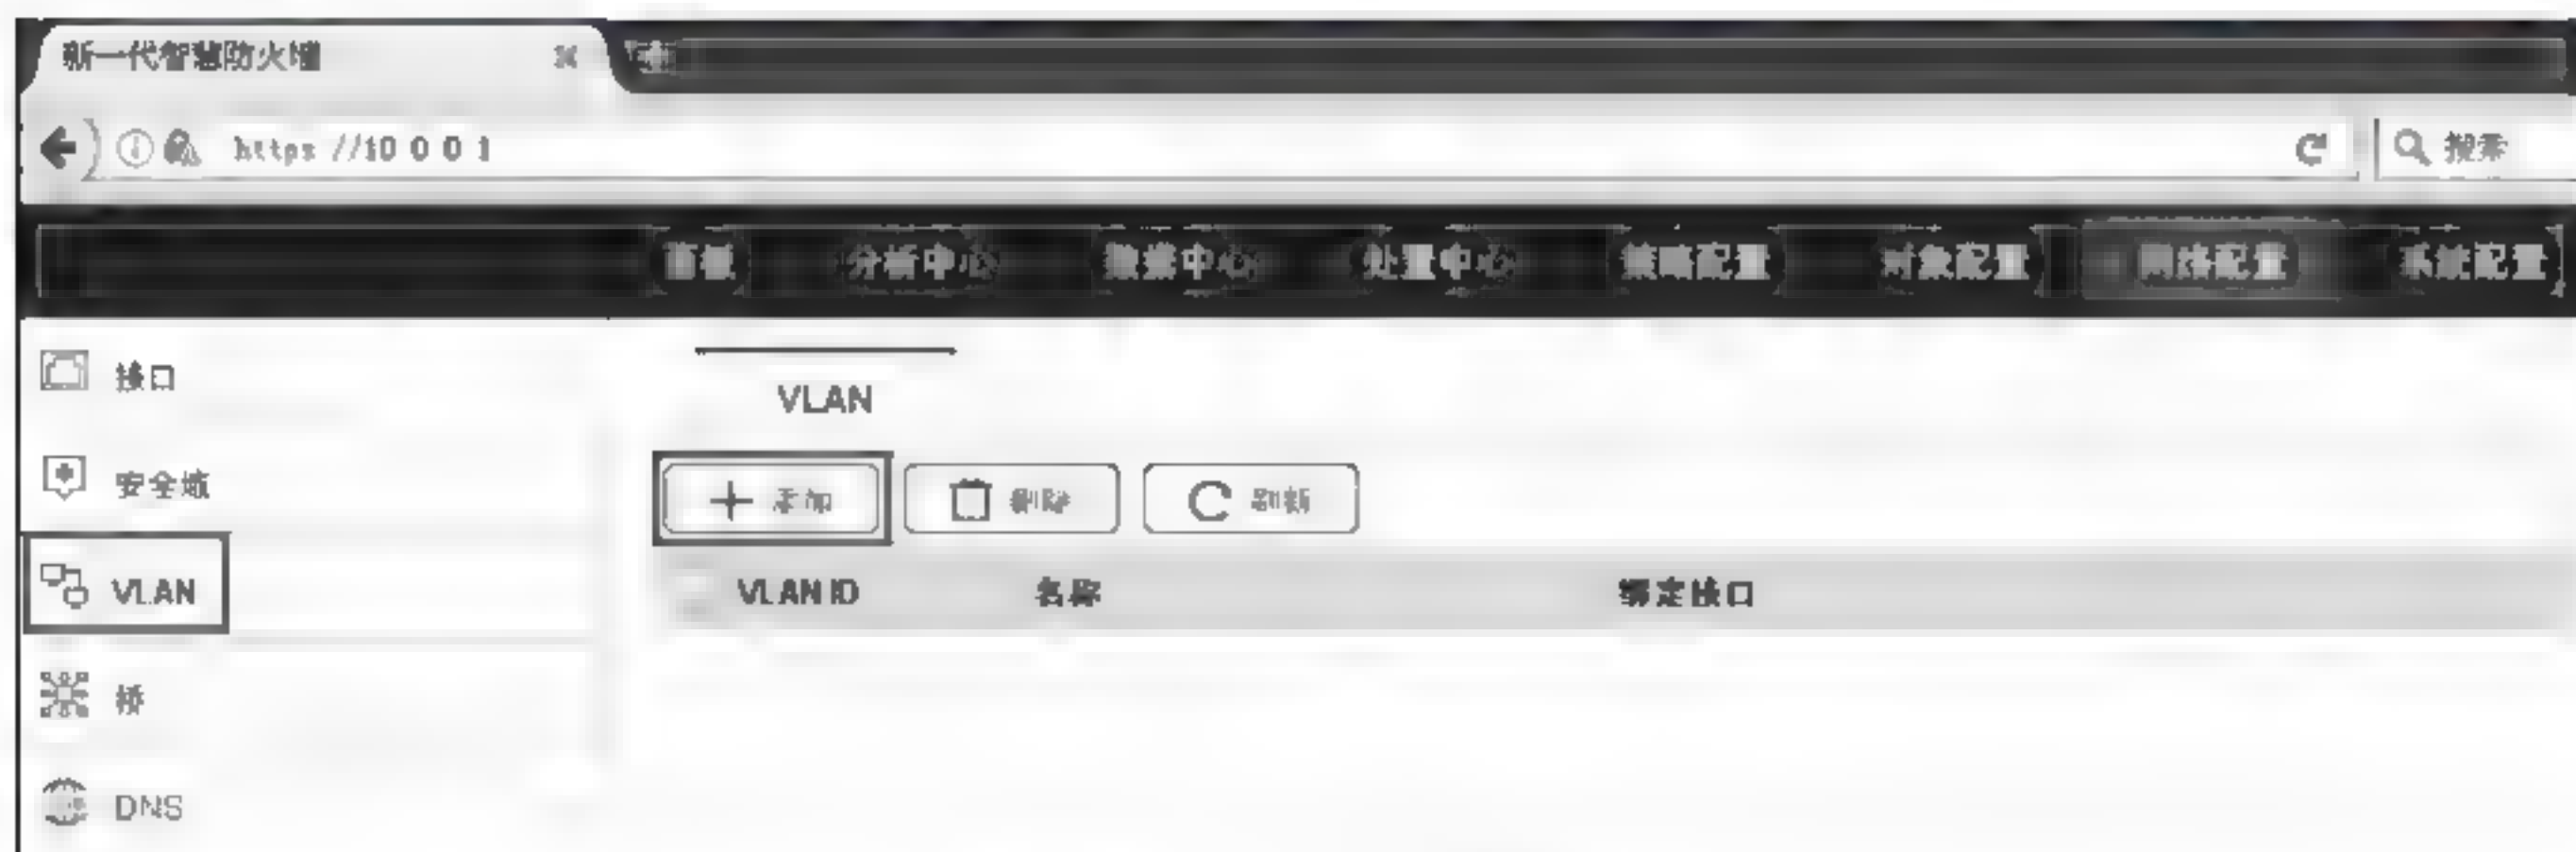 新一代智慧防火墙
https //10 0 0 1 搜索
首页 分析中心 数据中心 处置中心 策略配置 对象配置 网络配置 系统配置
接口
VLAN
安全域
添加 删除 刷新
VLAN
VLAN ID 名称 绑定接口
桥
DNS